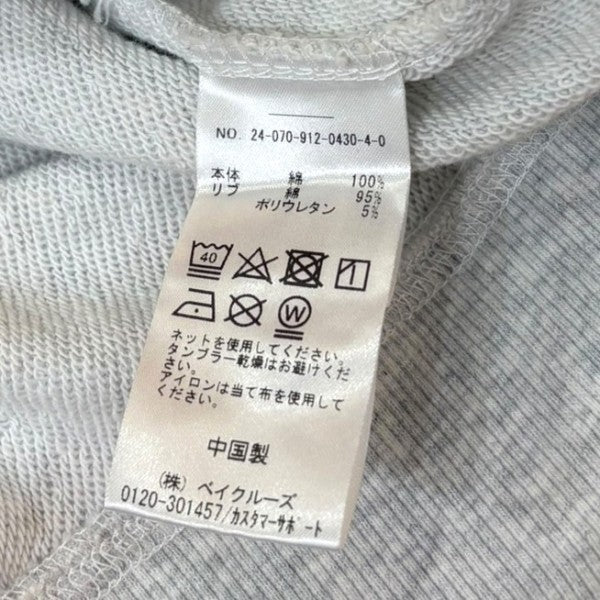 NO. 24-070-912-0430-4-0
本体 綿 100%
リブ 綿 95%
ポリウレタン 5%
40
W
ネットを使用してください。
タンブラー乾燥はお避けくだ
さい。
アイロンは当て布を使用して
ください。
中国製
(株) ベイクルーズ
0120-301457/カスタマーサポート